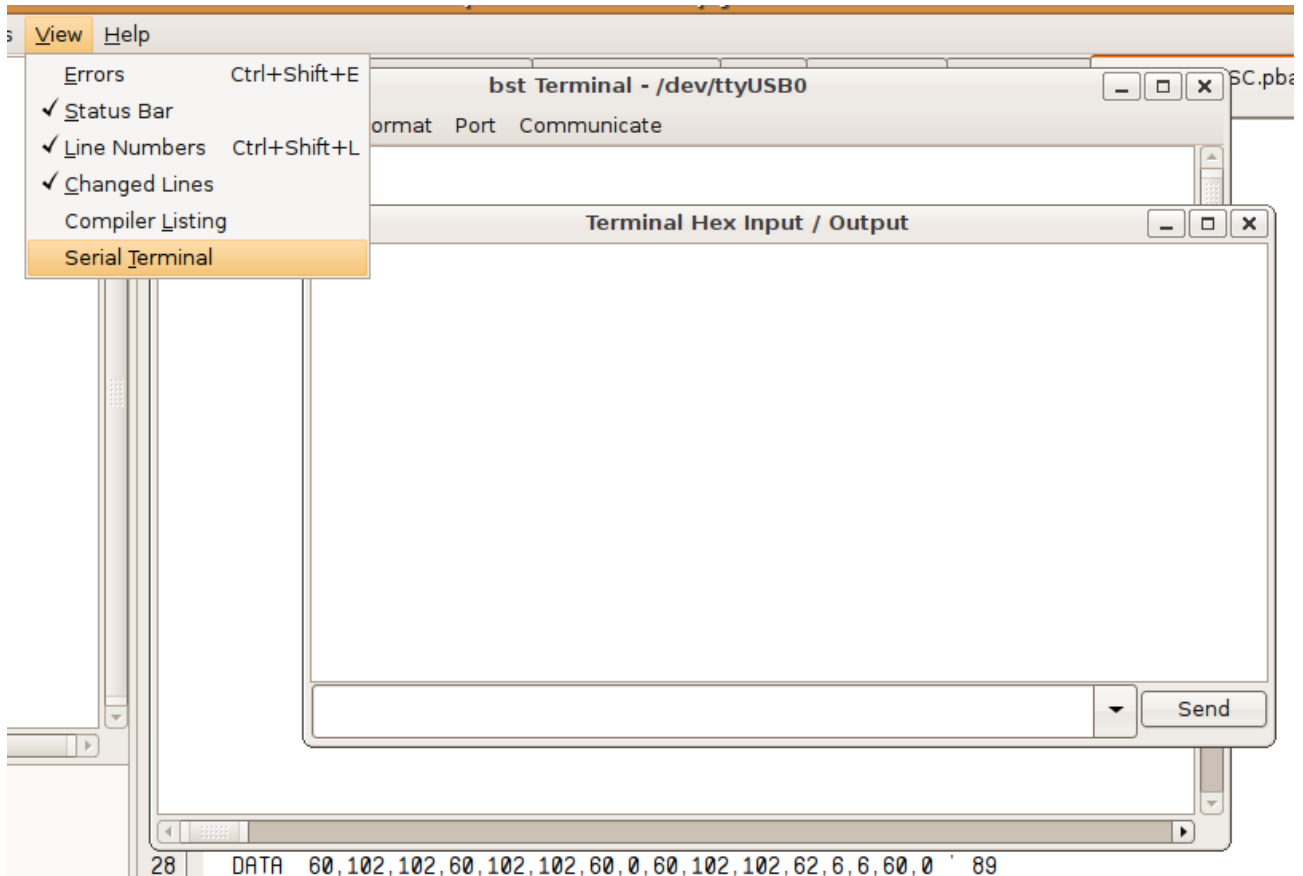 View Help
Errors Ctrl+Shift+E
Status Bar
Line Numbers Ctrl+Shift+L
Changed Lines
Compiler Listing
Serial Terminal
bst Terminal - /dev/ttyUSB0
SC.pba
ormat Port Communicate
Terminal Hex Input / Output
Send
28 DATA 60,102,102,60,102,102,60,0,60,102,102,62,6,6,60,0 ' 89